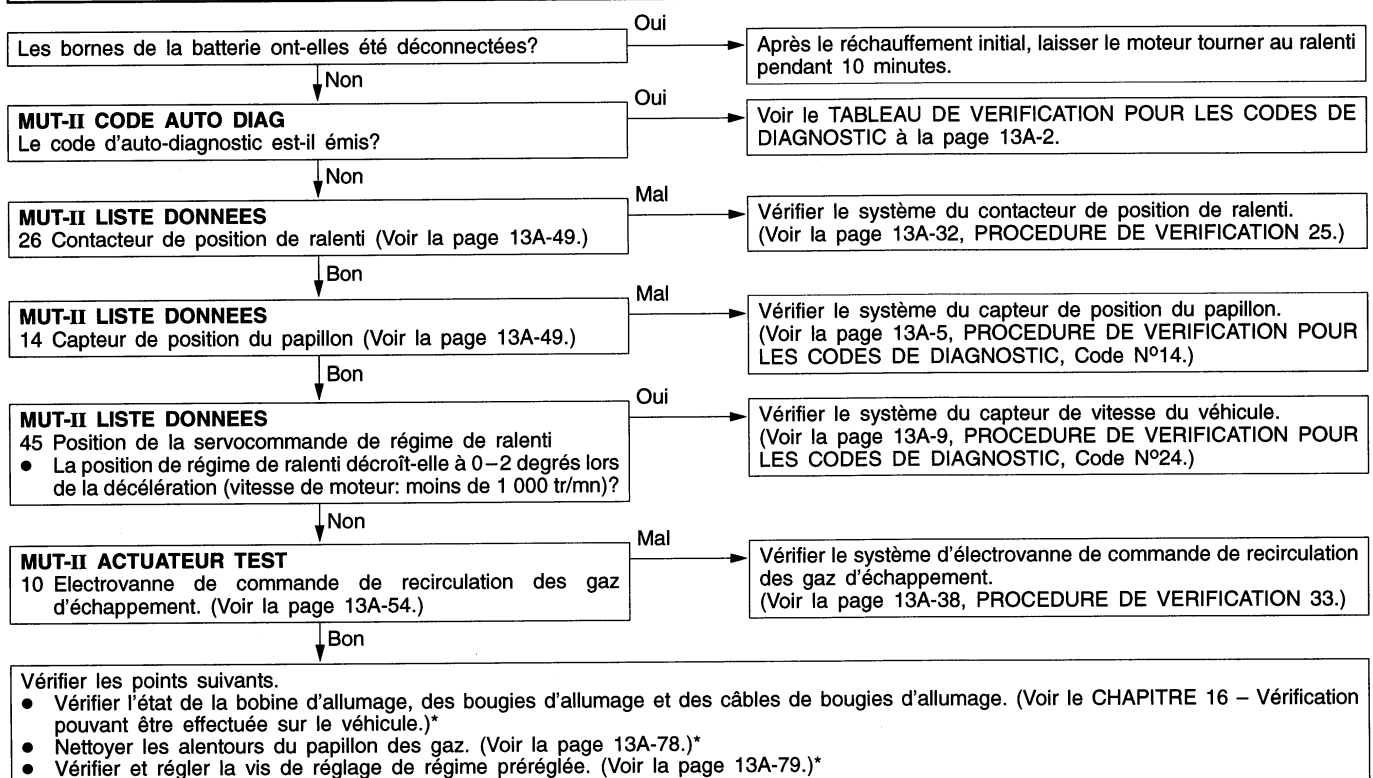 Les bornes de la batterie ont-elles été déconnectées?
Oui
Après le réchauffement initial, laisser le moteur tourner au ralenti
pendant 10 minutes.
Non
MUT-II CODE AUTO DIAG
Le code d'auto-diagnostic est-il émis?
Oui
Voir le TABLEAU DE VERIFICATION POUR LES CODES DE
DIAGNOSTIC à la page 13A-2.
Non
MUT-II LISTE DONNEES
26 Contacteur de position de ralenti (Voir la page 13A-49.)
Mal
Vérifier le système du contacteur de position de ralenti.
(Voir la page 13A-32, PROCEDURE DE VERIFICATION 25.)
Bon
MUT-II LISTE DONNEES
14 Capteur de position du papillon (Voir la page 13A-49.)
Mal
Vérifier le système du capteur de position du papillon.
(Voir la page 13A-5, PROCEDURE DE VERIFICATION POUR
LES CODES DE DIAGNOSTIC, Code Nº14.)
Bon
MUT-II LISTE DONNEES
45 Position de la servocommande de régime de ralenti
● La position de régime de ralenti décroît-elle à 0–2 degrés lors
de la décélération (vitesse de moteur: moins de 1 000 tr/mn)?
Oui
Vérifier le système du capteur de vitesse du véhicule.
(Voir la page 13A-9, PROCEDURE DE VERIFICATION POUR
LES CODES DE DIAGNOSTIC, Code Nº24.)
Non
MUT-II ACTUATEUR TEST
10 Electrovanne de commande de recirculation des gaz
d'échappement. (Voir la page 13A-54.)
Mal
Vérifier le système d'électrovanne de commande de recirculation
des gaz d'échappement.
(Voir la page 13A-38, PROCEDURE DE VERIFICATION 33.)
Bon
Vérifier les points suivants.
● Vérifier l'état de la bobine d'allumage, des bougies d'allumage et des câbles de bougies d'allumage. (Voir le CHAPITRE 16 – Vérification
pouvant être effectuée sur le véhicule.)*
● Nettoyer les alentours du papillon des gaz. (Voir la page 13A-78.)*
● Vérifier et régler la vis de réglage de régime préréglée. (Voir la page 13A-79.)*